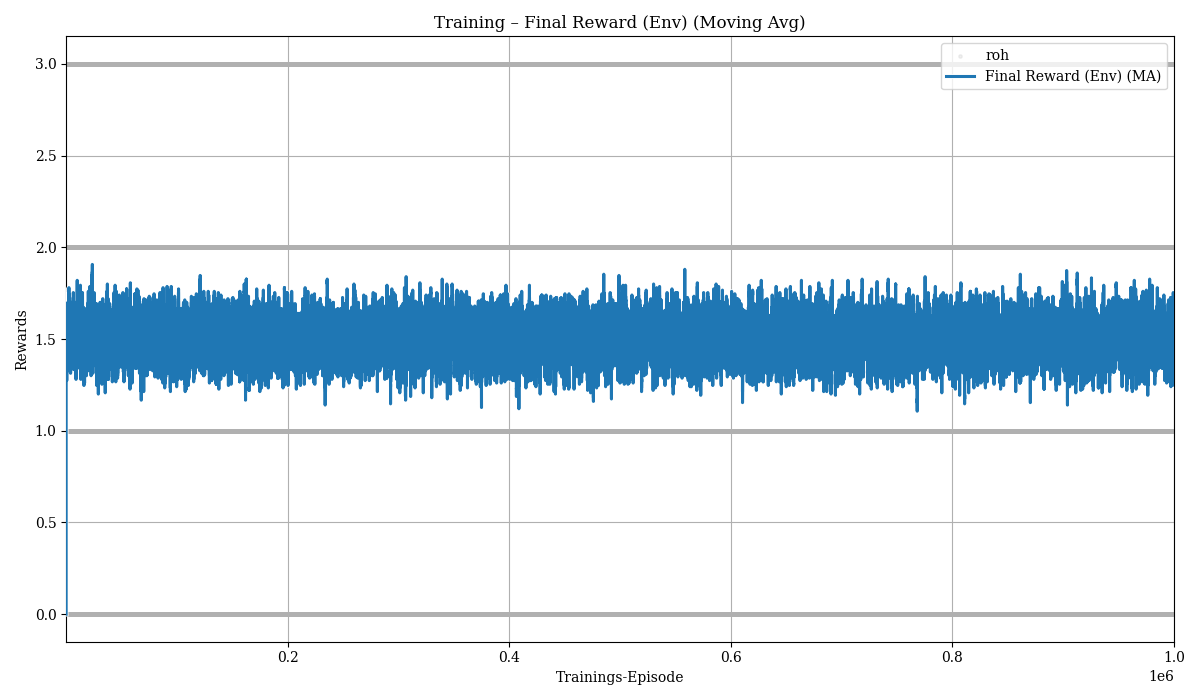 Training – Final Reward (Env) (Moving Avg)
roh
Final Reward (Env) (MA)
Rewards
3.0
2.5
2.0
1.5
1.0
0.5
0.0
0.2
0.4
0.6
0.8
1.0
1e6
Trainings-Episode